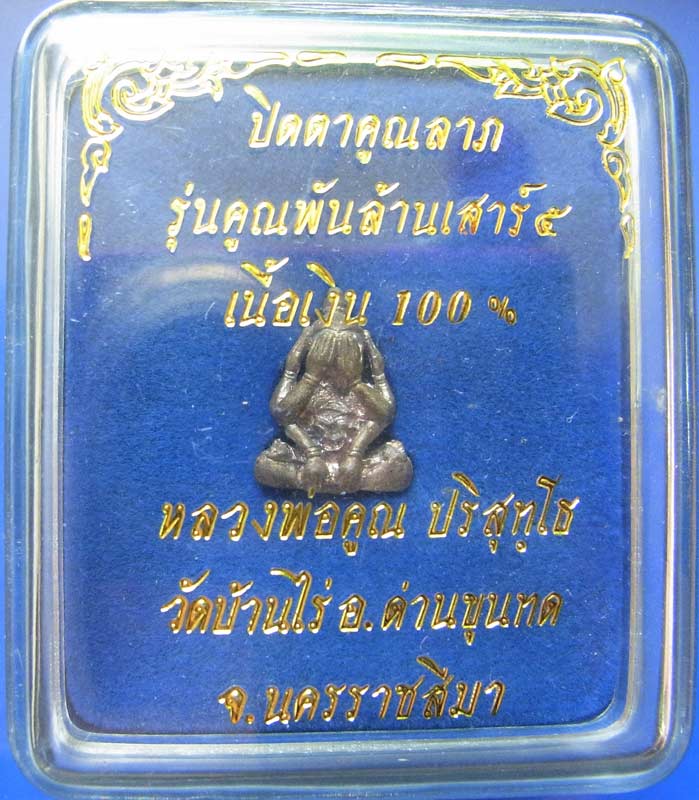 ปิดตาคูณลาภ
รุ่นคูณพันล้านเสาร์๕
เนื้อเงิน 100 %
หลวงพ่อคูณ ปริสุทฺโธ
วัดบ้านไร่ อ.ด่านขุนทด
จ.นครราชสีมา